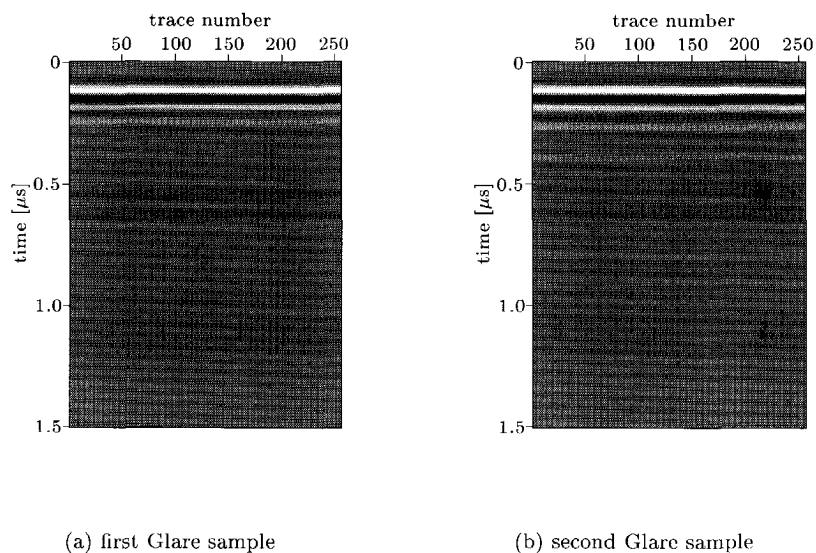 trace number
50 100 150 200 250
0
0.5
1.0
1.5
time [μs]
(a) first Glare sample
trace number
50 100 150 200 250
0
0.5
1.0
1.5
time [μs]
(b) second Glare sample